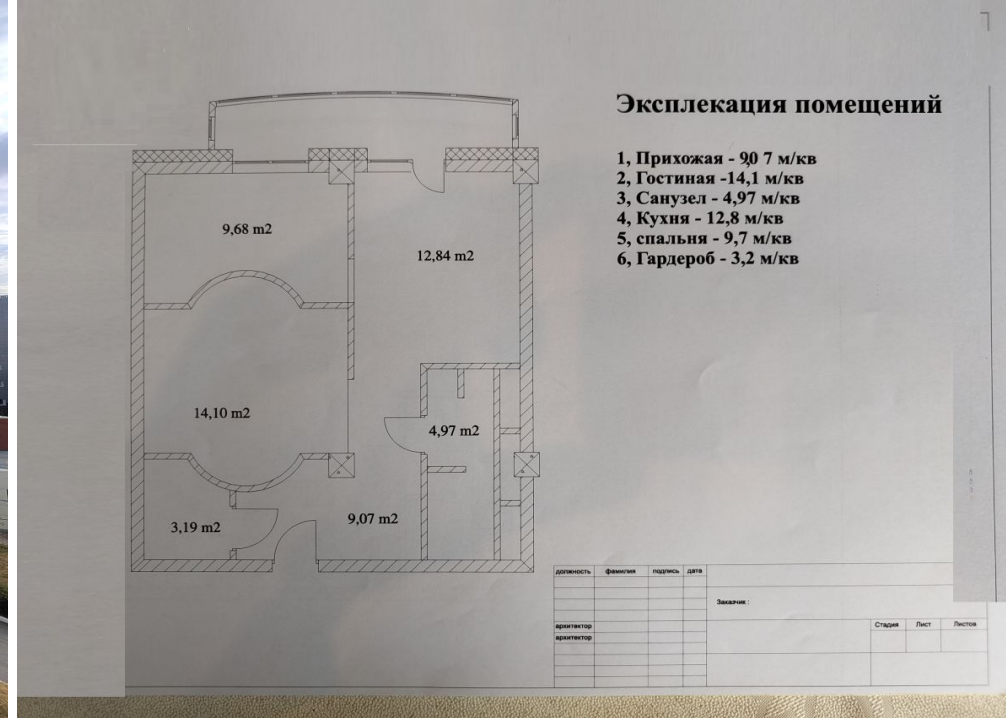 Эксплекация помещений
1, Прихожая - 90 7 м/кв
2, Гостиная -14,1 м/кв
3, Санузел - 4,97 м/кв
4, Кухня - 12,8 м/кв
5, спальня - 9,7 м/кв
6, Гардероб - 3,2 м/кв
9,68 m2
12,84 m2
14,10 m2
4,97 m2
3,19 m2
9,07 m2
должность фамилия подпись дата
Заказчик :
архитектор
архитектор
Стадия Лист Листов